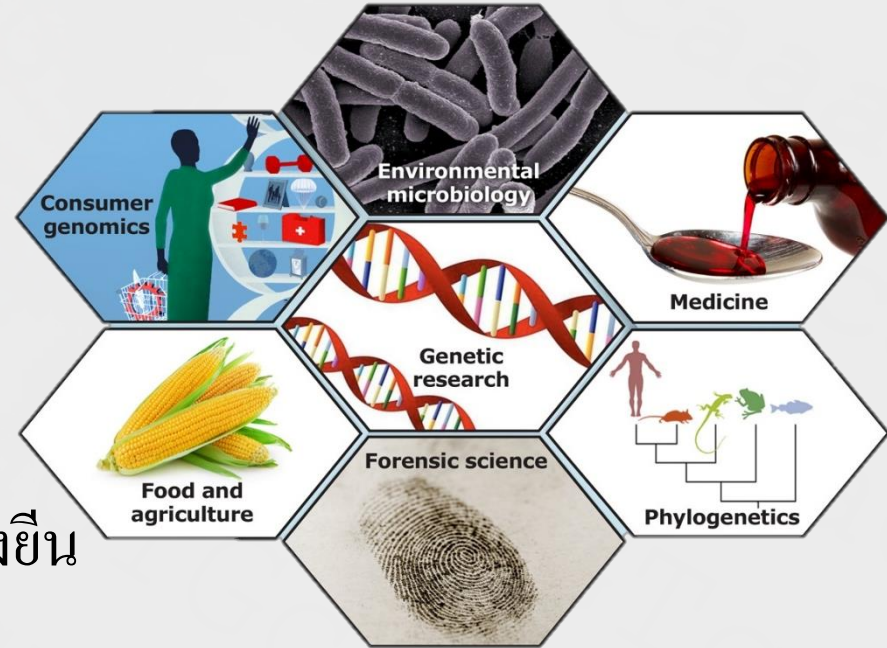 Environmental
microbiology
Consumer
genomics
Medicine
Genetic
research
Food and
agriculture
Phylogenetics
Forensic science
ยีน